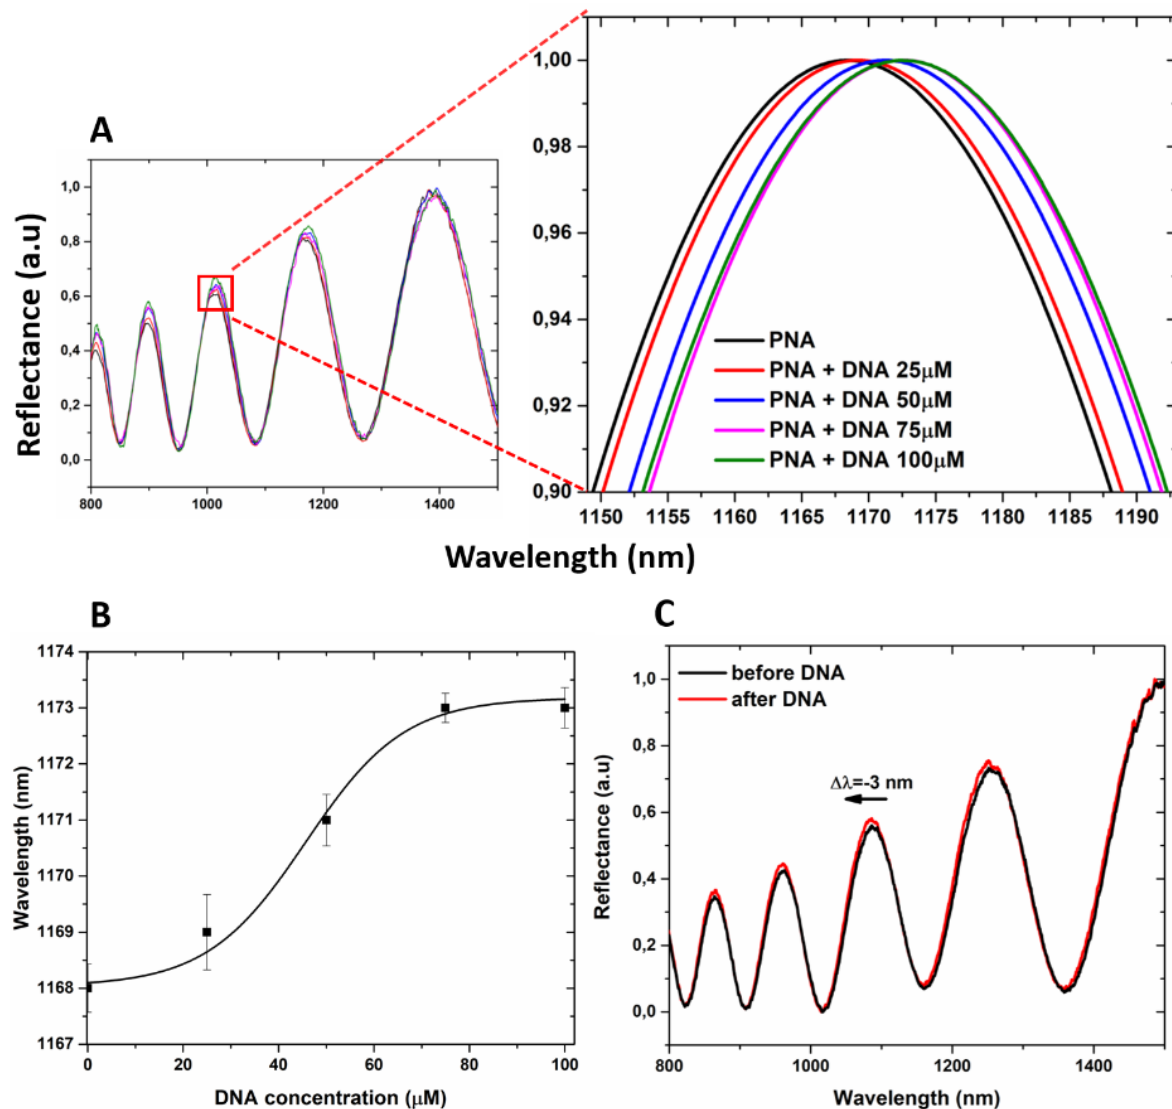 A
Reflectance (a.u)
1,0
0,8
0,6
0,4
0,2
0,0
800
1000
1200
1400
1,00
0,98
0,96
0,94
0,92
0,90
PNA
PNA + DNA 25μM
PNA + DNA 50μM
PNA + DNA 75μM
PNA + DNA 100μM
1150
1155
1160
1165
1170
1175
1180
1185
1190
Wavelength (nm)
B
Wavelength (nm)
1174
1173
1172
1171
1170
1169
1168
1167
0
20
40
60
80
100
DNA concentration (μM)
C
Reflectance (a.u)
1,0
0,8
0,6
0,4
0,2
0,0
before DNA
after DNA
Δλ=-3 nm
800
1000
1200
1400
Wavelength (nm)